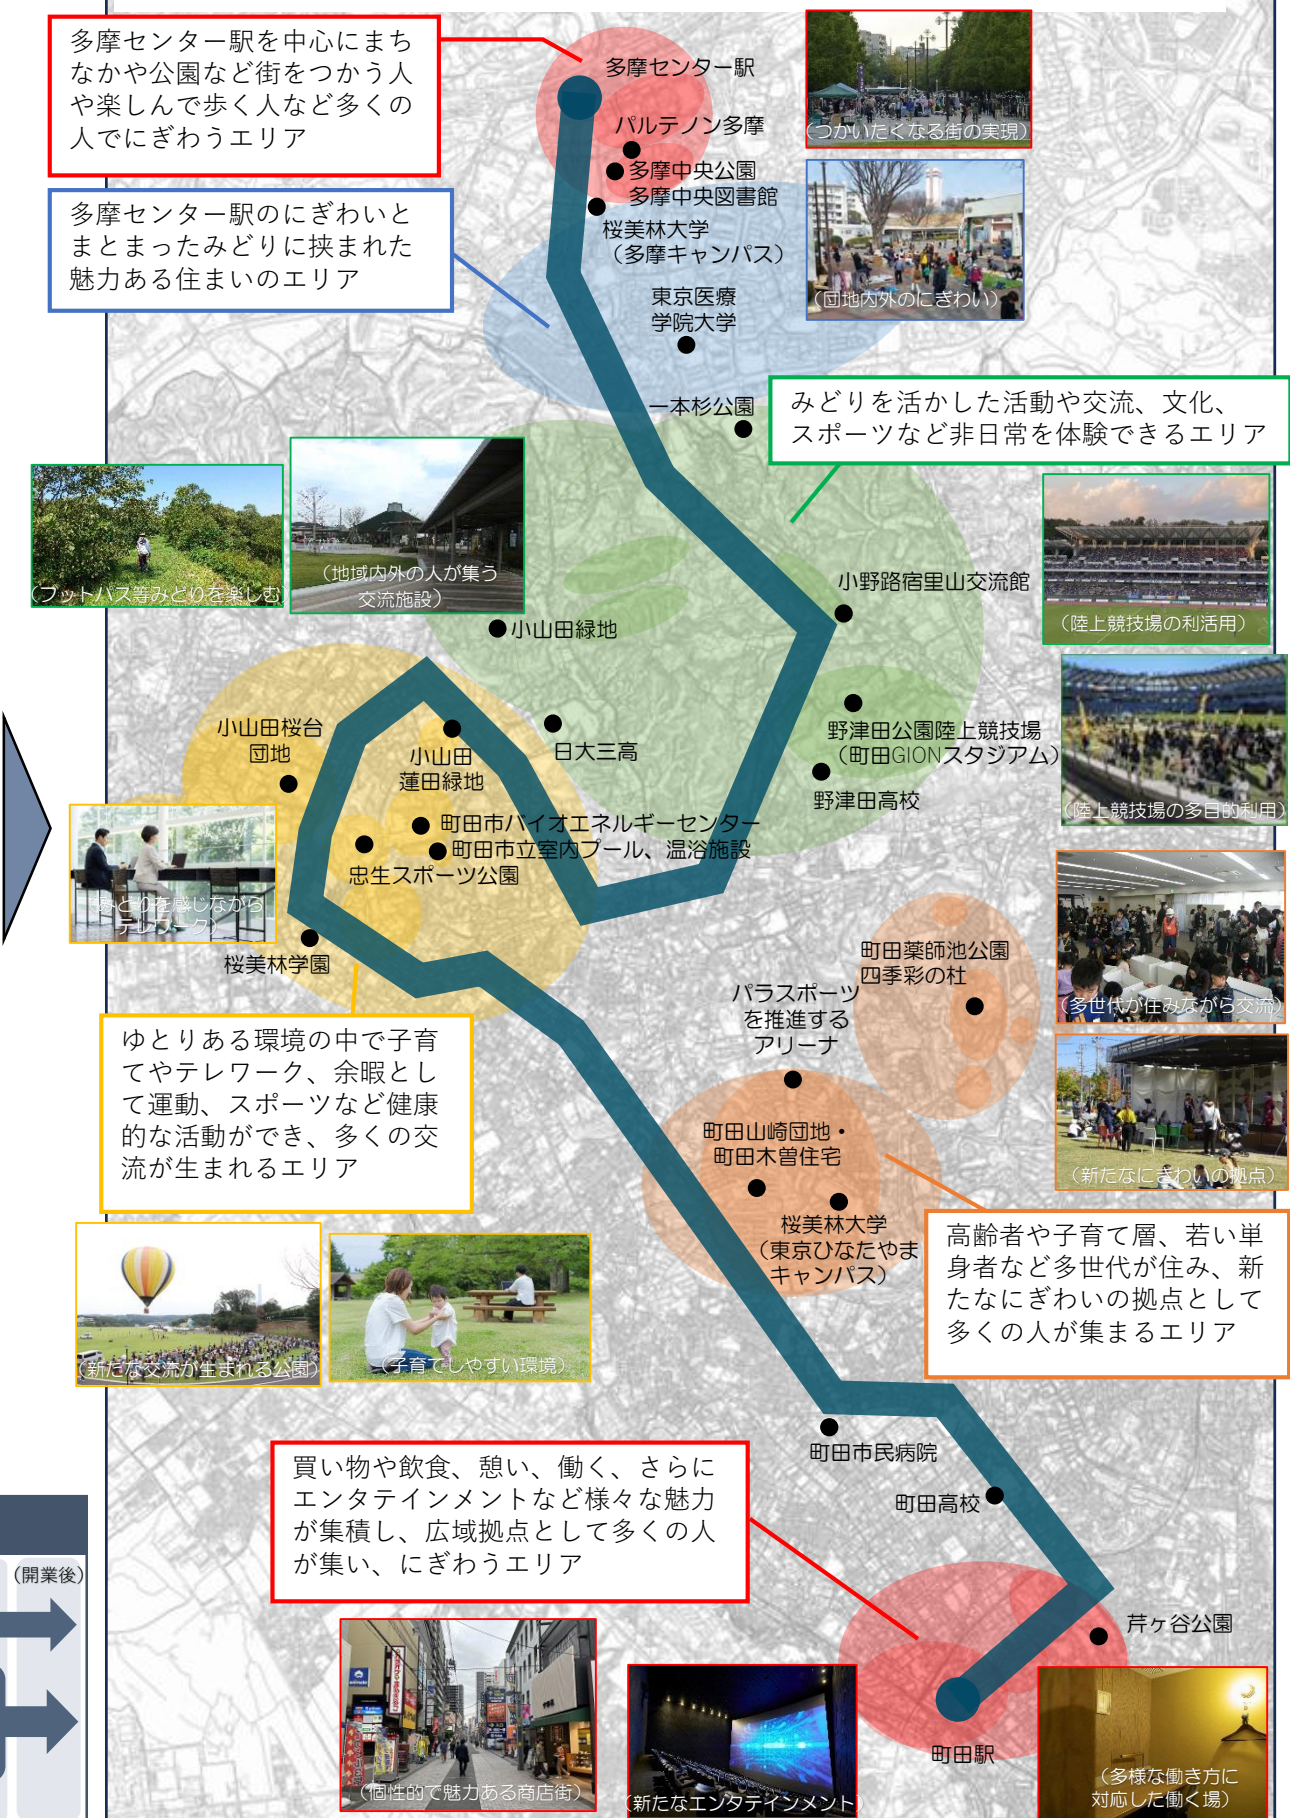 多摩センター駅を中心にまち
なかや公園など街をつかう人
や楽しんで歩く人など多くの
人でにぎわうエリア
多摩センター駅
(つかいたくなる街の実現)
パルテノン多摩
多摩中央公園
多摩中央図書館
多摩センター駅のにぎわいと
まとまったみどりに挟まれた
魅力ある住まいのエリア
桜美林大学
(多摩キャンパス)
(団地内外のにぎわい)
東京医療
学院大学
一本杉公園
みどりを活かした活動や交流、文化、
スポーツなど非日常を体験できるエリア
(フットパス等みどりを楽しむ)
(地域内外の人が集う
交流施設)
小野路宿里山交流館
(陸上競技場の利活用)
小山田緑地
小山田桜台
団地
小山田
蓮田緑地
日大三高
野津田公園陸上競技場
(町田GIONスタジアム)
野津田高校
(陸上競技場の多目的利用)
町田市バイオエネルギーセンター
町田市立室内プール、温浴施設
忠生スポーツ公園
(みどりを感じながら
テレワーク)
桜美林学園
町田薬師池公園
四季彩の杜
(多世代が住みながら交流)
パラスポーツ
を推進する
アリーナ
ゆとりある環境の中で子育
てやテレワーク、余暇とし
て運動、スポーツなど健康
的な活動ができ、多くの交
流が生まれるエリア
町田山崎団地・
町田木曽住宅
(新たなにぎわいの拠点)
桜美林大学
(東京ひなたやま
キャンパス)
高齢者や子育て層、若い単
身者など多世代が住み、新
たなにぎわいの拠点として
多くの人が集まるエリア
(新たな交流が生まれる公園)
(子育てしやすい環境)
町田市民病院
買い物や飲食、憩い、働く、さらに
エンタテインメントなど様々な魅力
が集積し、広域拠点として多くの人
が集い、にぎわうエリア
町田高校
(開業後)
芹ヶ谷公園
町田駅
(個性的で魅力ある商店街)
(新たなエンタテインメント)
(多様な働き方に
対応した働く場)